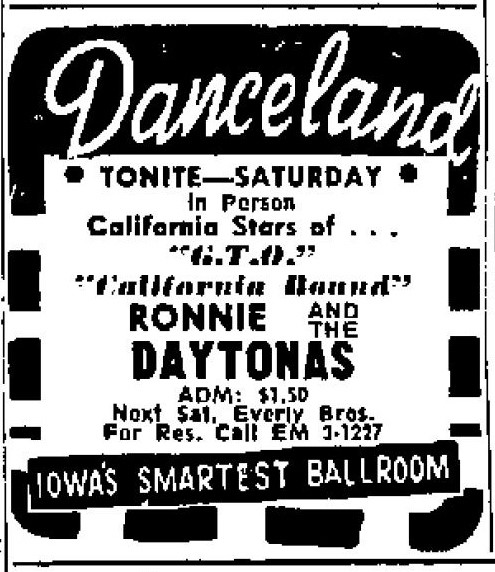 Danceland
• TONITE—SATURDAY •
In Person
California Stars of . . .
"G.T.O."
"California Bound"
RONNIE AND THE
DAYTONAS
ADM: $1.50
Next Sat, Everly Bros.
For Res. Call EM 3-1227
IOWA'S SMARTEST BALLROOM